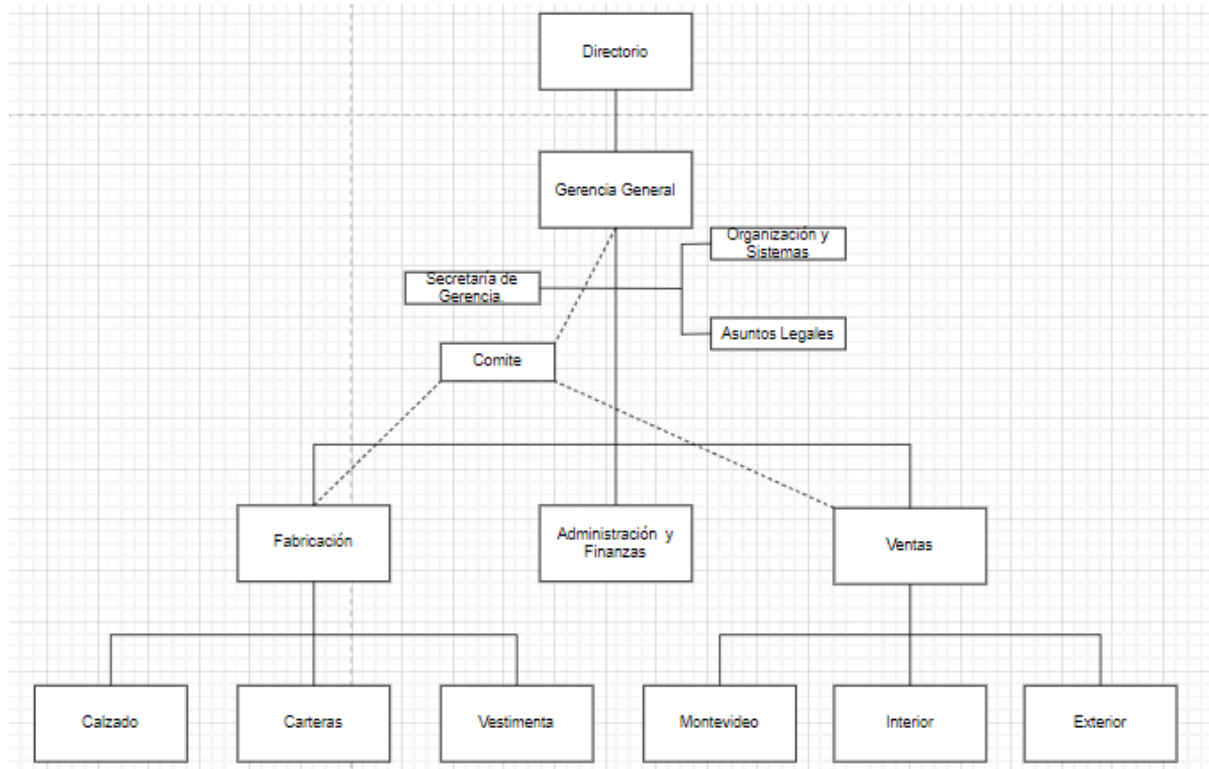 Directorio
Gerencia General
Organización y
Sistemas
Secretaría de
Gerencia.
Asuntos Legales
Comite
Fabricación
Administración y
Finanzas
Ventas
Calzado
Carteras
Vestimenta
Montevideo
Interior
Exterior